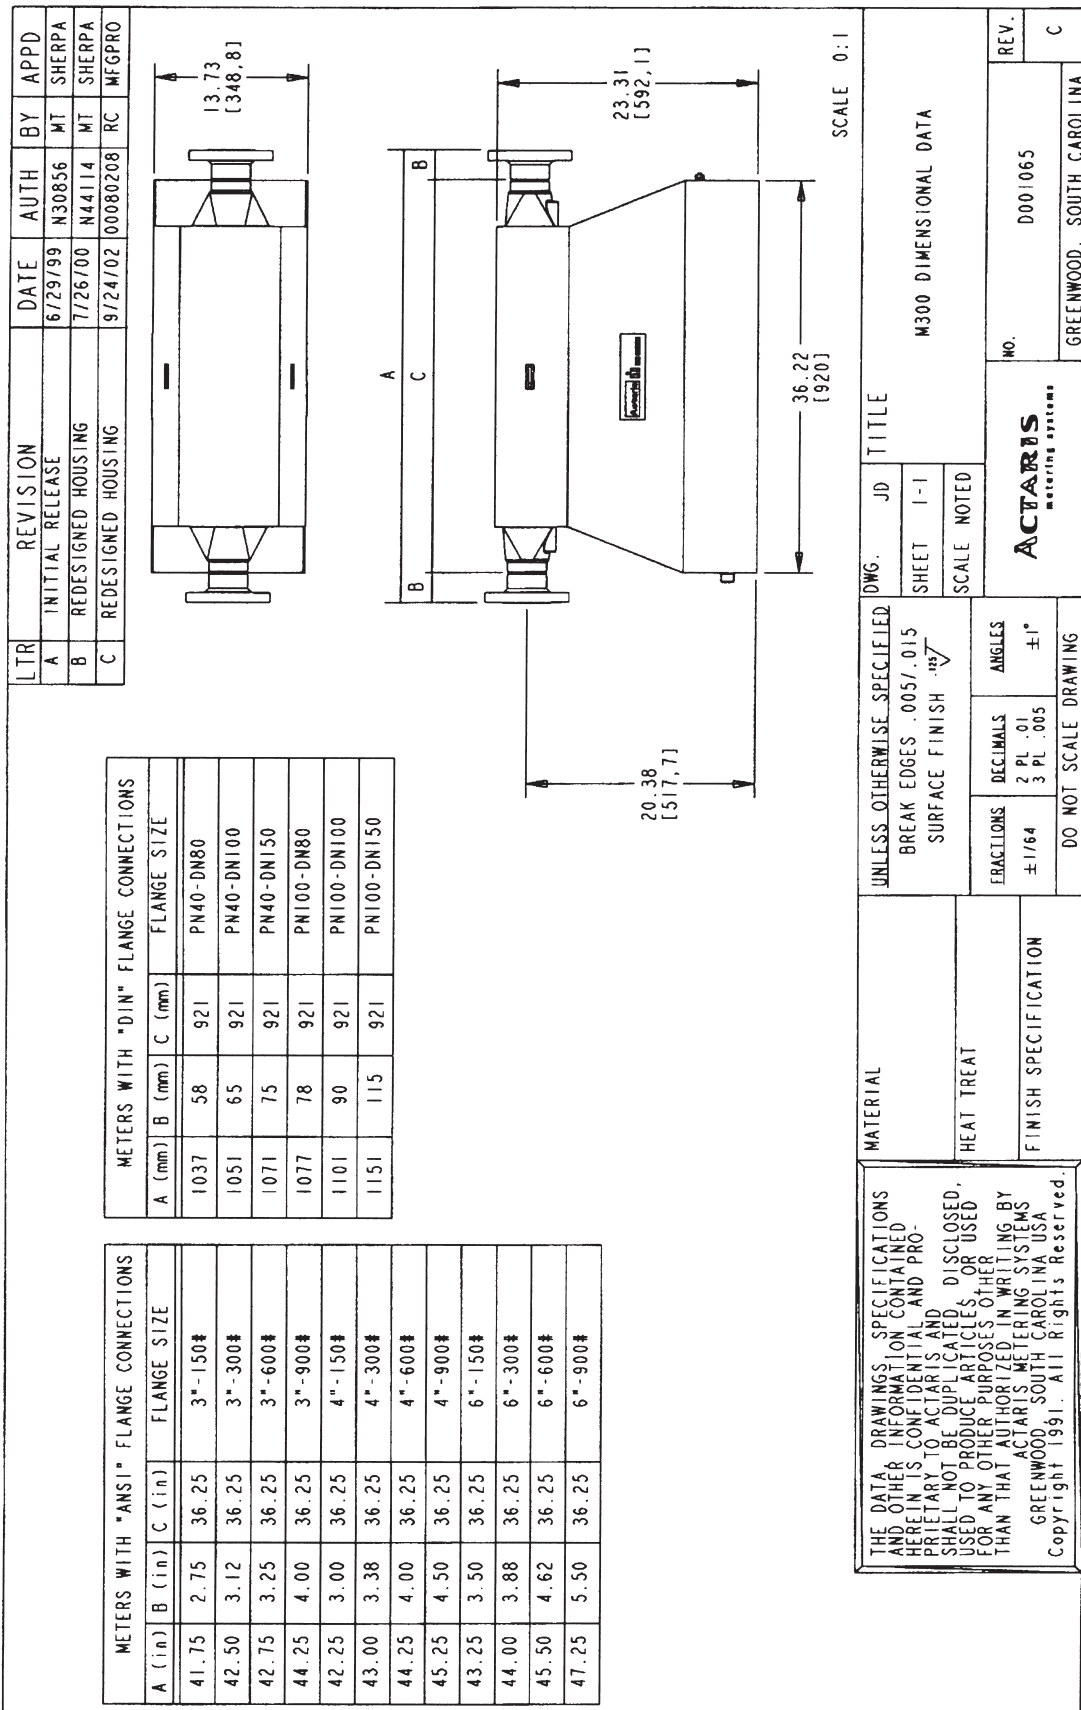 LTR REVISION DATE AUTH BY APPD
A INITIAL RELEASE 6/29/99 N30856 MT SHERPA
B REDESIGNED HOUSING 7/26/00 N44114 MT SHERPA
C REDESIGNED HOUSING 9/24/02 00080208 RC MFGPRO
METERS WITH "ANSI" FLANGE CONNECTIONS
A (in) B (in) C (in) FLANGE SIZE
41.75 2.75 36.25 3"-150#
42.50 3.12 36.25 3"-300#
42.75 3.25 36.25 3"-600#
44.25 4.00 36.25 3"-900#
42.25 3.00 36.25 4"-150#
43.00 3.38 36.25 4"-300#
44.25 4.00 36.25 4"-600#
45.25 4.50 36.25 4"-900#
43.25 3.50 36.25 6"-150#
44.00 3.88 36.25 6"-300#
45.50 4.62 36.25 6"-600#
47.25 5.50 36.25 6"-900#
METERS WITH "DIN" FLANGE CONNECTIONS
A (mm) B (mm) C (mm) FLANGE SIZE
1037 58 921 PN40-DN80
1051 65 921 PN40-DN100
1071 75 921 PN40-DN150
1077 78 921 PN100-DN80
1101 90 921 PN100-DN100
1151 115 921 PN100-DN150
13.73
[348,8]
A
B C B
23.31
[592,1]
20.38
[517,7]
Actaris
36.22
[920]
SCALE 0:1
THE DATA, DRAWINGS, SPECIFICATIONS
AND OTHER INFORMATION CONTAINED
HEREIN IS CONFIDENTIAL AND PRO-
PRIETARY TO ACTARIS AND
SHALL NOT BE DUPLICATED, DISCLOSED,
USED TO PRODUCE ARTICLES, OR USED
FOR ANY OTHER PURPOSES OTHER
THAN THAT AUTHORIZED IN WRITING BY
ACTARIS METERING SYSTEMS
GREENWOOD, SOUTH CAROLINA USA
Copyright 1991. All Rights Reserved.
MATERIAL
HEAT TREAT
FINISH SPECIFICATION
UNLESS OTHERWISE SPECIFIED
BREAK EDGES .005/.015
SURFACE FINISH .125
FRACTIONS DECIMALS ANGLES
±1/64 2 PL .01 ±1°
3 PL .005
DO NOT SCALE DRAWING
DWG. JD
SHEET 1-1
SCALE NOTED
TITLE
M300 DIMENSIONAL DATA
ACTARIS
metering systems
NO. D001065
REV. C
GREENWOOD, SOUTH CAROLINA